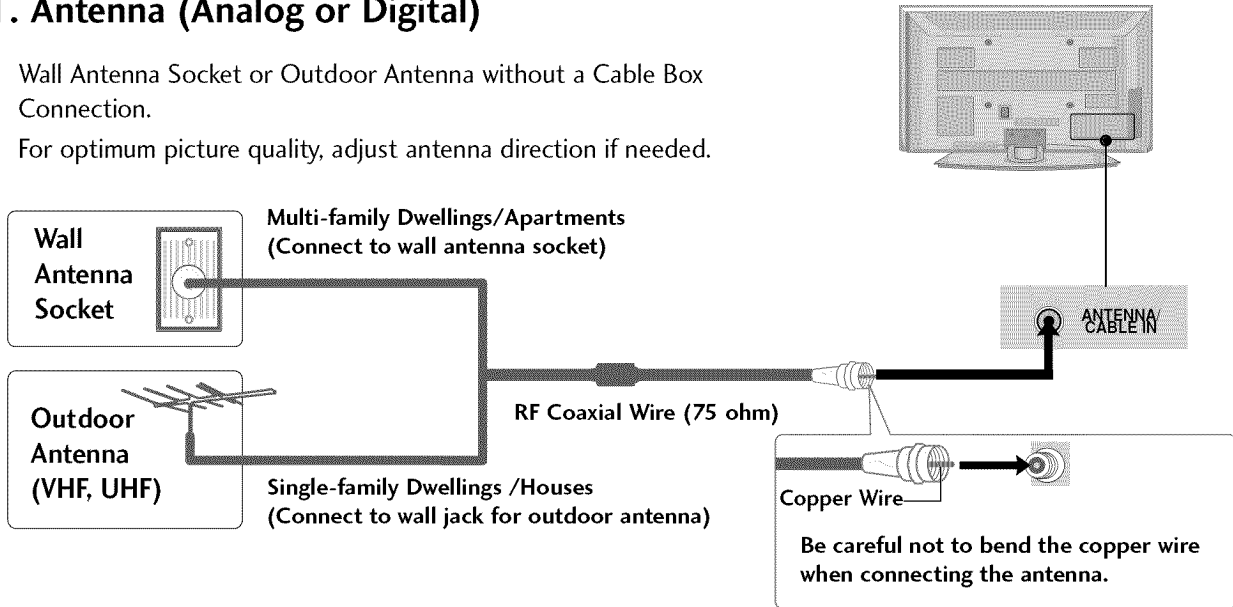 . Antenna (Analog or Digital)
Wall Antenna Socket or Outdoor Antenna without a Cable Box
Connection.
For optimum picture quality, adjust antenna direction if needed.
Wall
Antenna
Socket
Multi-family Dwellings/Apartments
(Connect to wall antenna socket)
ANTENNA/
CABLE IN
RF Coaxial Wire (75 ohm)
Outdoor
Antenna
(VHF, UHF)
Single-family Dwellings /Houses
(Connect to wall jack for outdoor antenna)
Copper Wire
Be careful not to bend the copper wire
when connecting the antenna.